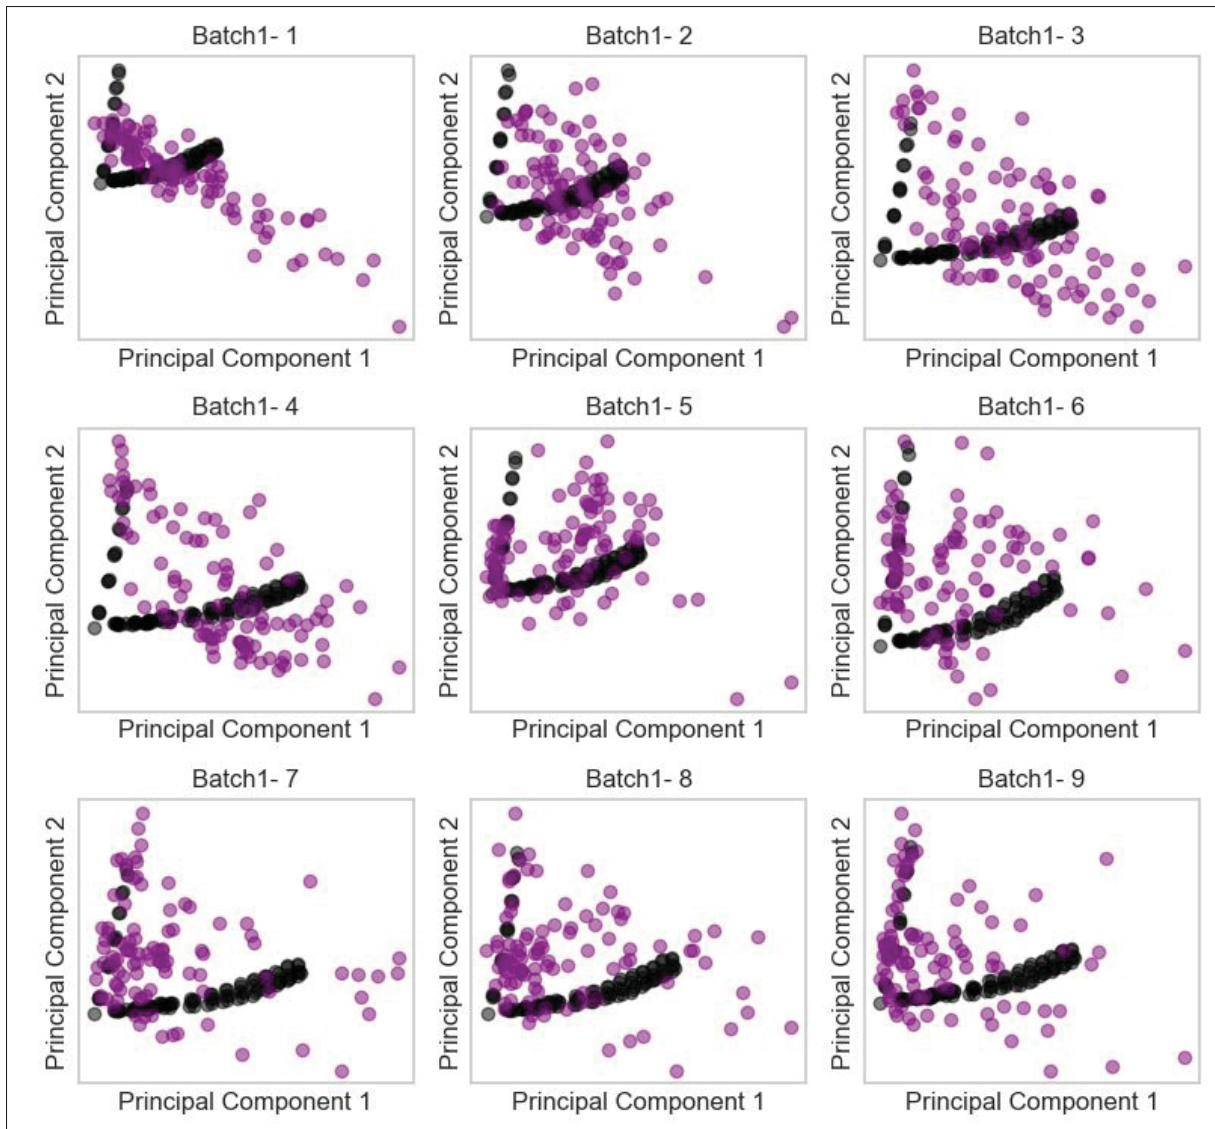 Batch1- 1
Batch1- 2
Batch1- 3
Principal Component 2
Principal Component 2
Principal Component 2
Principal Component 1
Principal Component 1
Principal Component 1
Batch1- 4
Batch1- 5
Batch1- 6
Principal Component 2
Principal Component 2
Principal Component 2
Principal Component 1
Principal Component 1
Principal Component 1
Batch1- 7
Batch1- 8
Batch1- 9
Principal Component 2
Principal Component 2
Principal Component 2
Principal Component 1
Principal Component 1
Principal Component 1